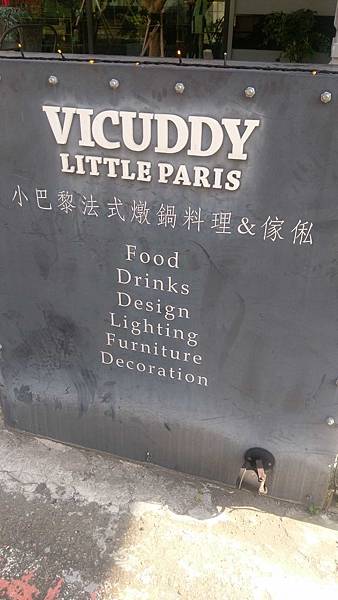 VICUDDY
LITTLE PARIS
小巴黎法式燉鍋料理&傢俬
Food
Drinks
Design
Lighting
Furniture
Decoration